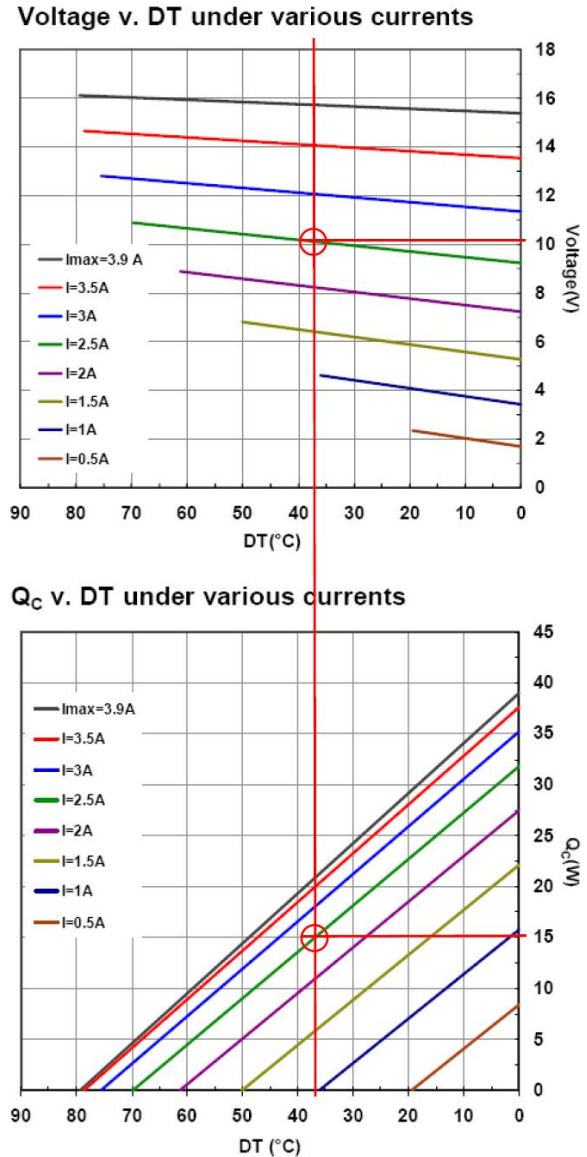 Voltage v. DT under various currents
18
16
14
12
10
8
6
4
2
0
Voltage(V)
Imax=3.9 A
I=3.5A
I=3A
I=2.5A
I=2A
I=1.5A
I=1A
I=0.5A
90 80 70 60 50 40 30 20 10 0
DT(°C)
QC v. DT under various currents
45
40
35
30
25
20
15
10
5
0
QC(W)
Imax=3.9A
I=3.5A
I=3A
I=2.5A
I=2A
I=1.5A
I=1A
I=0.5A
90 80 70 60 50 40 30 20 10 0
DT (°C)